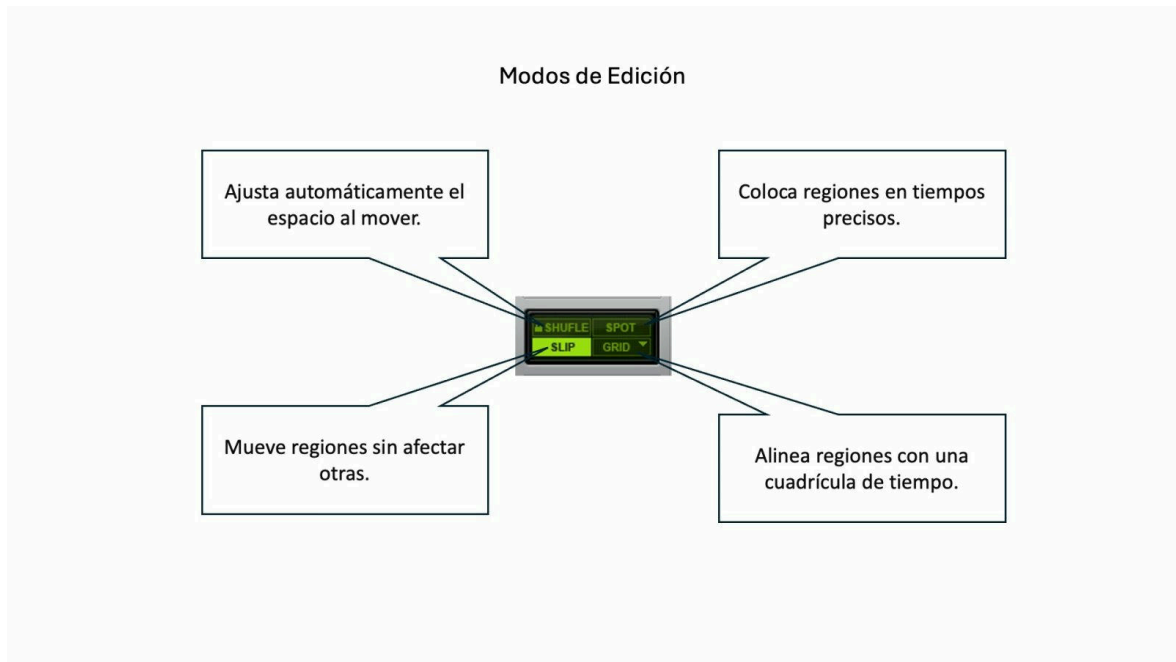 Modos de Edición
Ajusta automáticamente el
espacio al mover.
Coloca regiones en tiempos
precisos.
SHUFLE
SPOT
SLIP
GRID
Mueve regiones sin afectar
otras.
Alinea regiones con una
cuadrícula de tiempo.